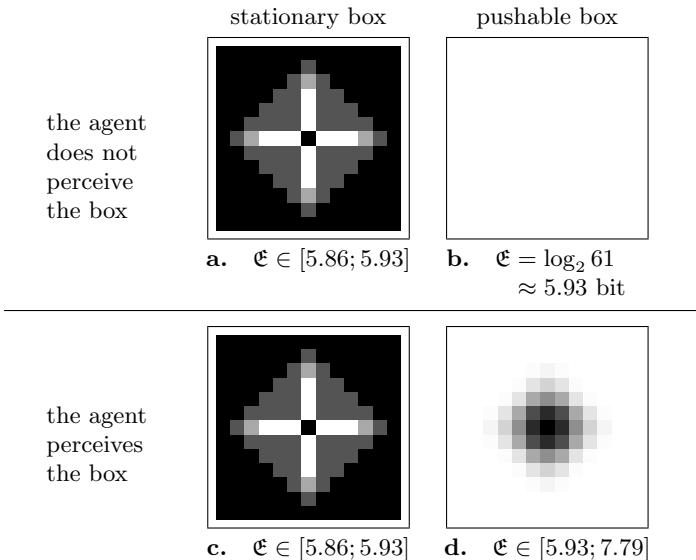 stationary box
pushable box
the agent
does not
perceive
the box
a. 𝔈 ∈ [5.86; 5.93]
b. 𝔈 = log₂ 61
≈ 5.93 bit
the agent
perceives
the box
c. 𝔈 ∈ [5.86; 5.93]
d. 𝔈 ∈ [5.93; 7.79]